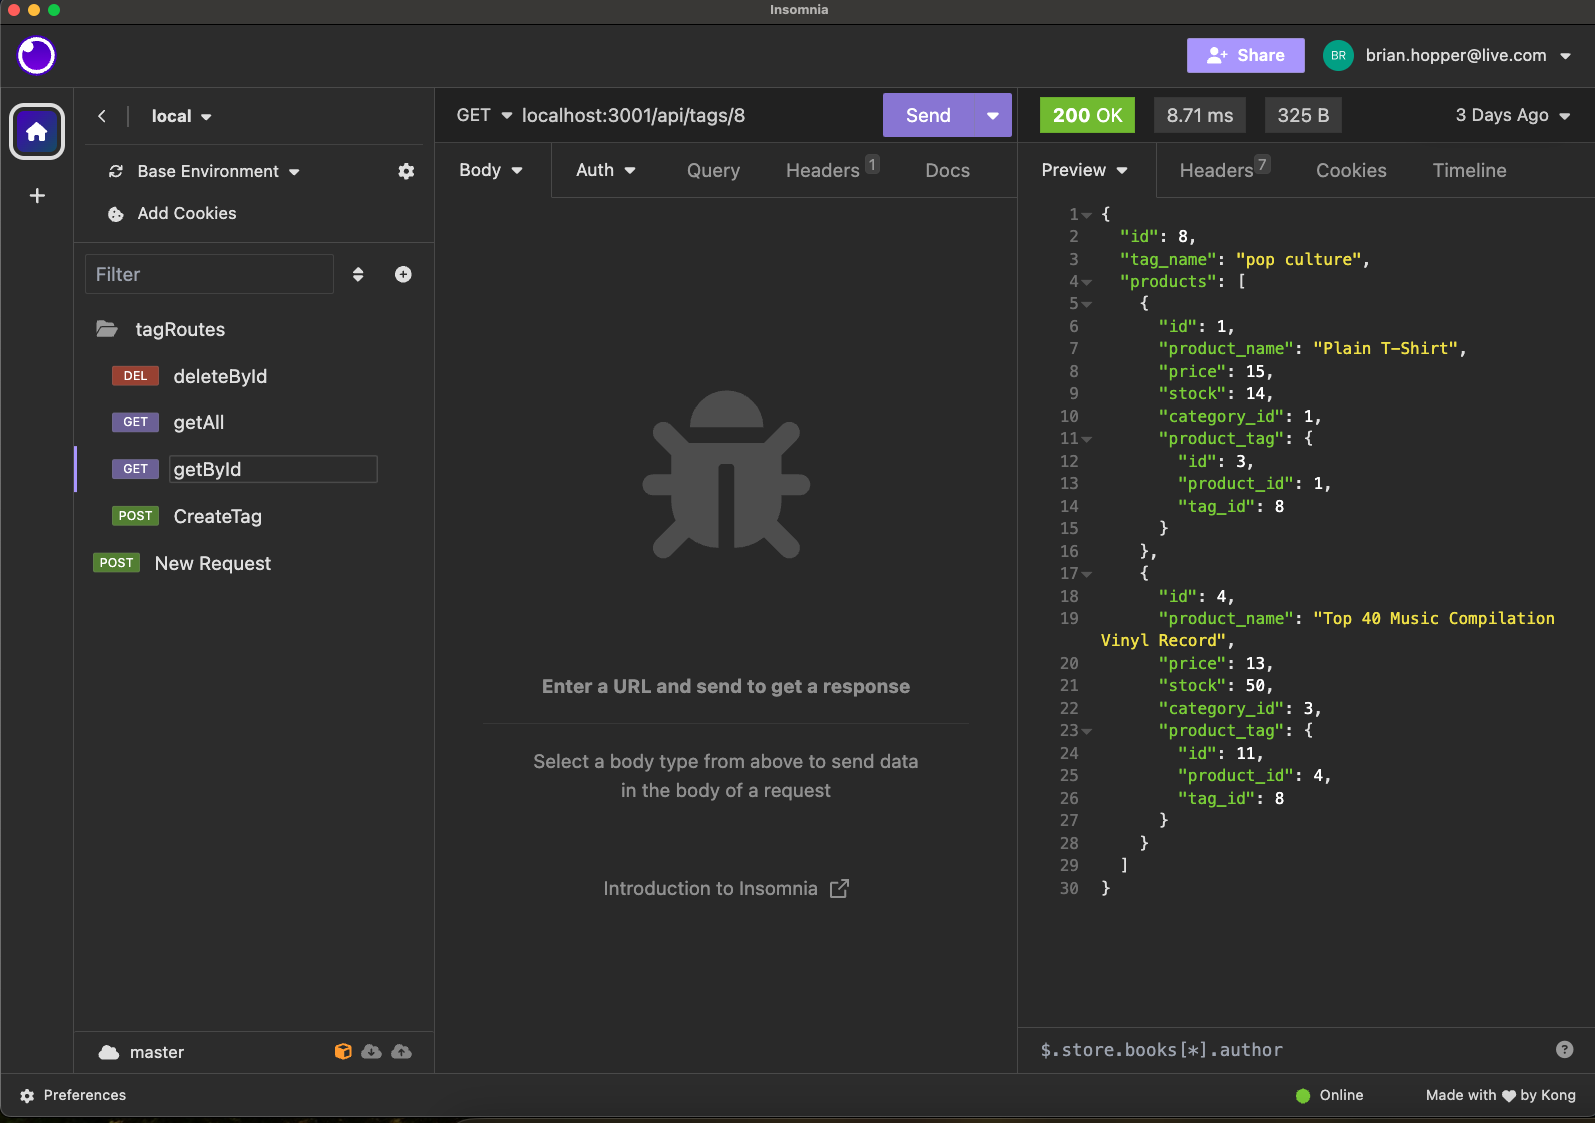 Insomnia
Share
BR
brian.hopper@live.com
local
Base Environment
Add Cookies
Filter
tagRoutes
DEL deleteById
GET getAll
GET getById
POST CreateTag
POST New Request
master
GET localhost:3001/api/tags/8
Send
Body Auth Query Headers 1 Docs
Enter a URL and send to get a response
Select a body type from above to send data
in the body of a request
Introduction to Insomnia
200 OK 8.71 ms 325 B 3 Days Ago
Preview Headers 7 Cookies Timeline
1 {
2 "id": 8,
3 "tag_name": "pop culture",
4 "products": [
5 {
6 "id": 1,
7 "product_name": "Plain T-Shirt",
8 "price": 15,
9 "stock": 14,
10 "category_id": 1,
11 "product_tag": {
12 "id": 3,
13 "product_id": 1,
14 "tag_id": 8
15 }
16 },
17 {
18 "id": 4,
19 "product_name": "Top 40 Music Compilation
Vinyl Record",
20 "price": 13,
21 "stock": 50,
22 "category_id": 3,
23 "product_tag": {
24 "id": 11,
25 "product_id": 4,
26 "tag_id": 8
27 }
28 }
29 ]
30 }
$.store.books[*].author
?
Preferences
Online
Made with ♥ by Kong